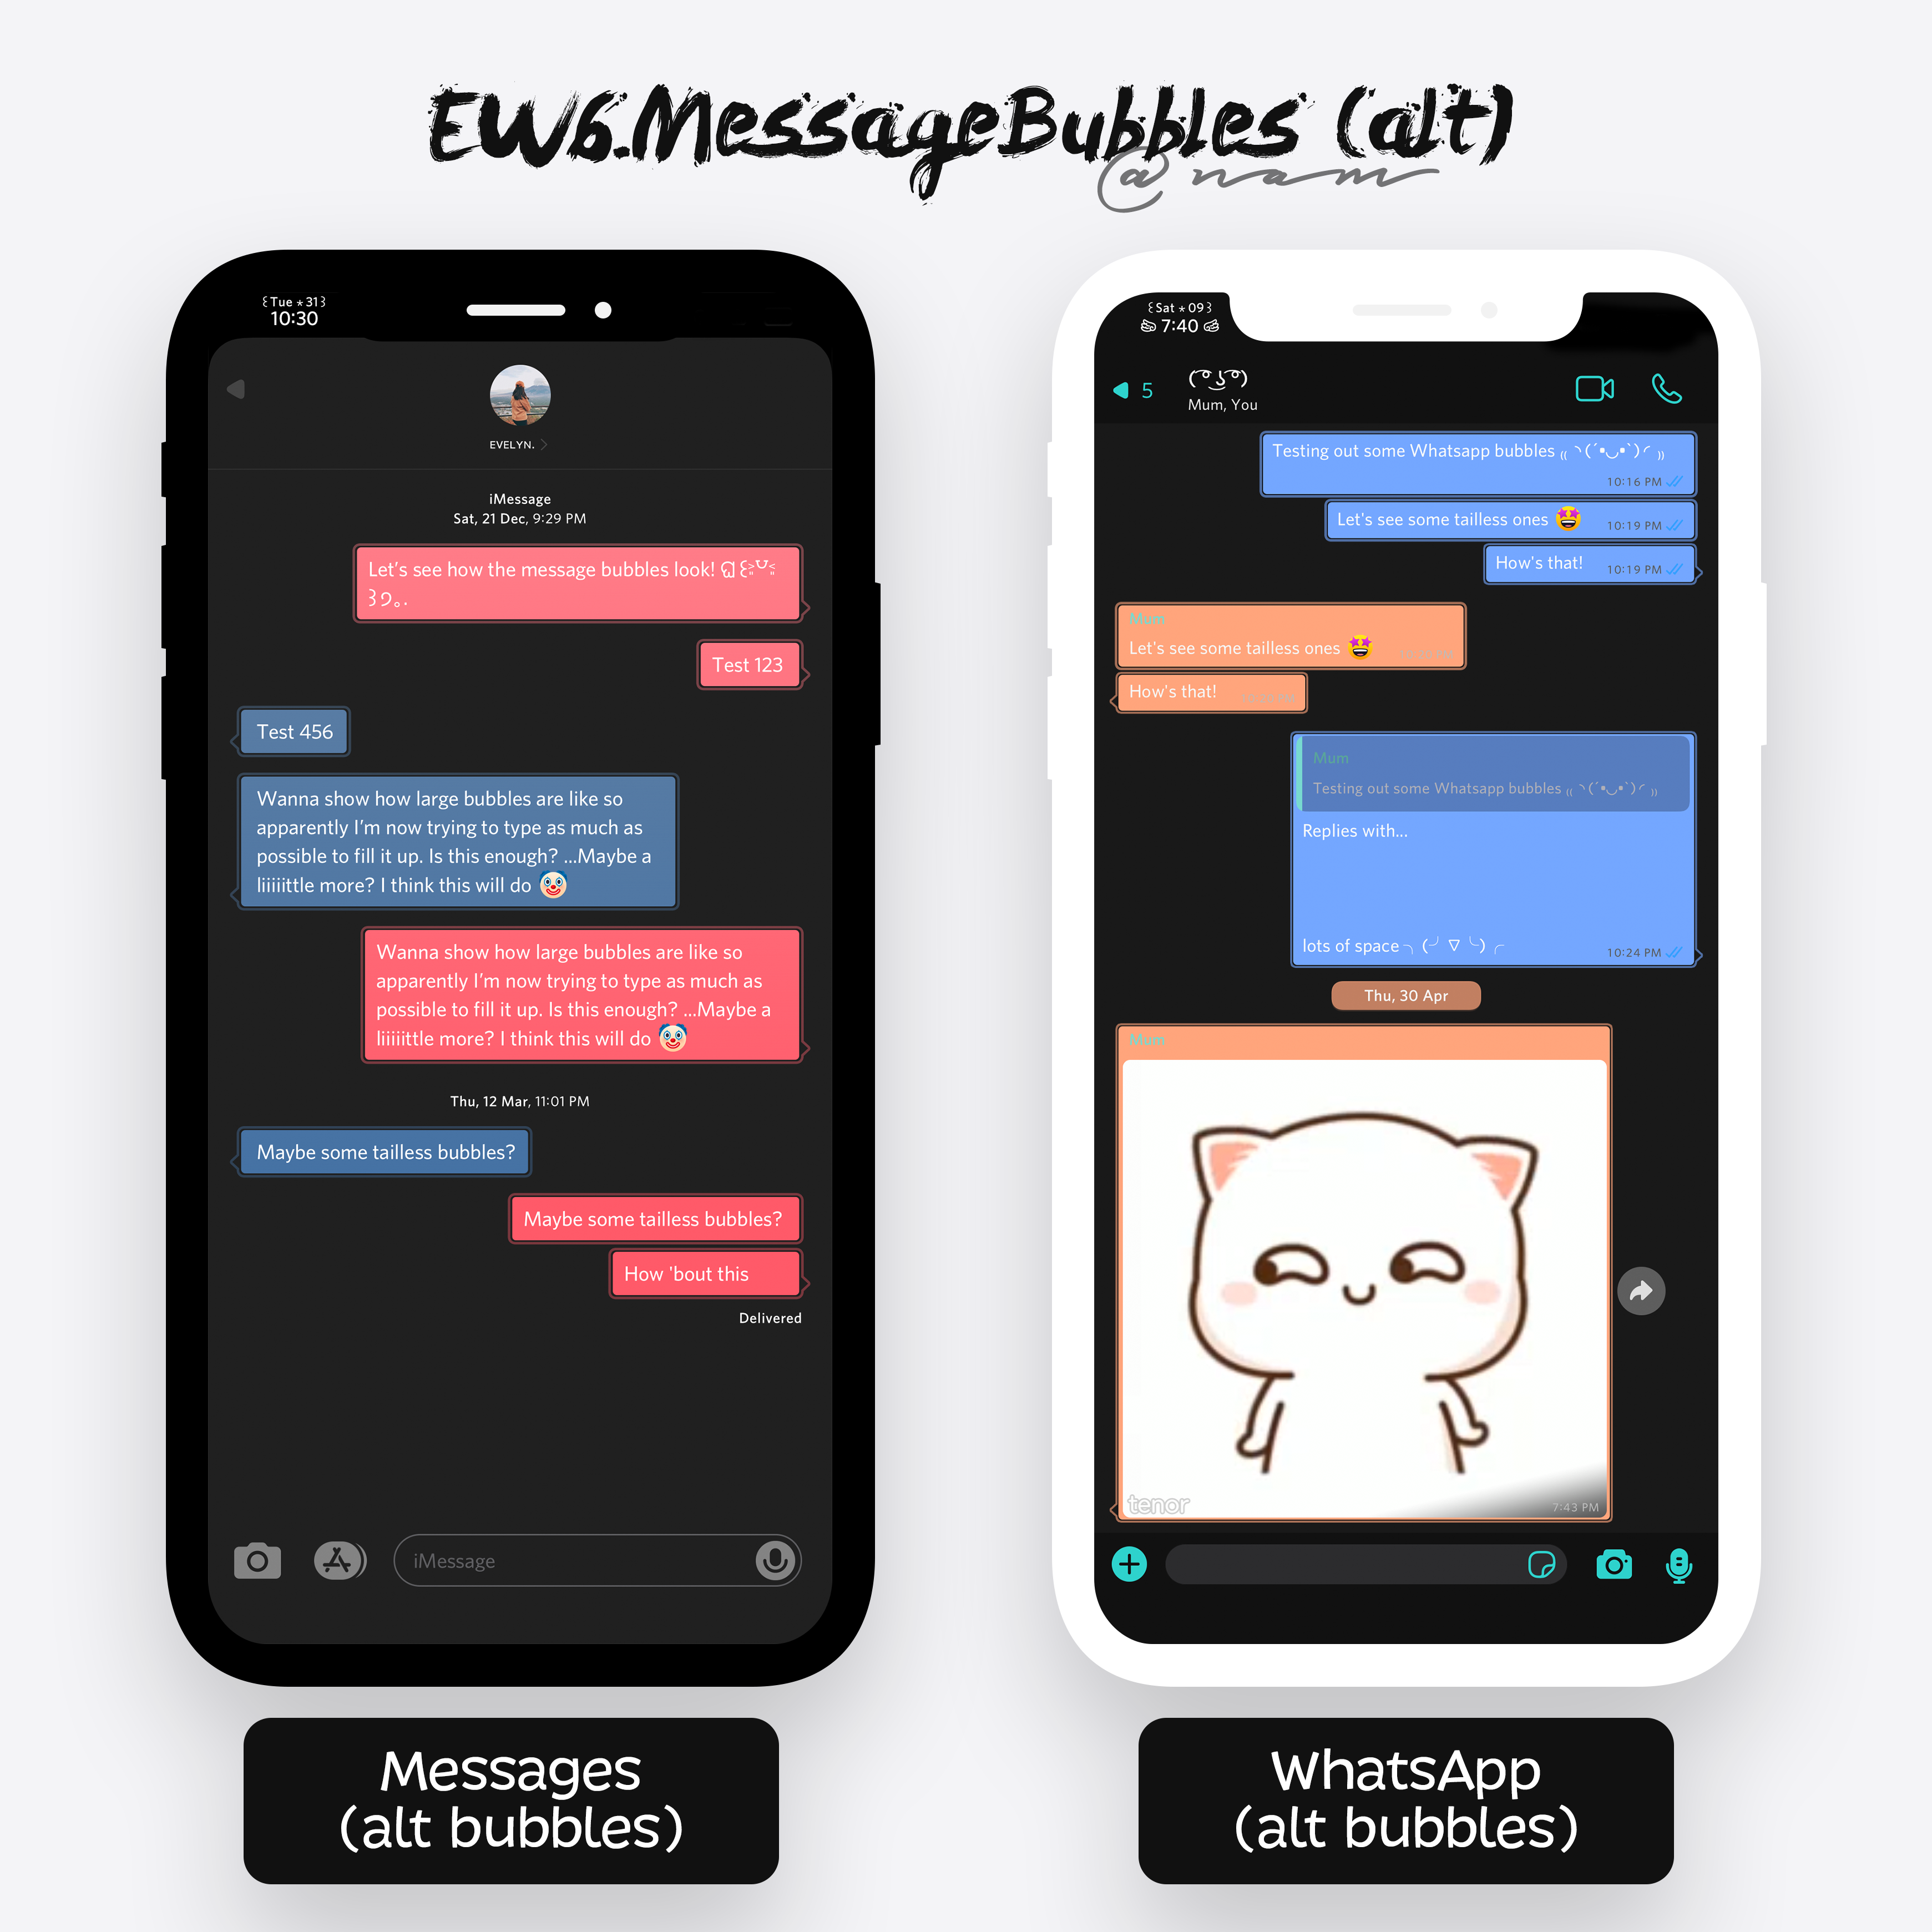 EW6.MessageBubbles (alt)
@nam
꒰Tue ⋆ 31꒱
10:30
EVELYN.
iMessage
Sat, 21 Dec, 9:29 PM
Let’s see how the message bubbles look!
Test 123
Test 456
Wanna show how large bubbles are like so
apparently I’m now trying to type as much as
possible to fill it up. Is this enough? ...Maybe a
liiiiittle more? I think this will do 🤡
Wanna show how large bubbles are like so
apparently I’m now trying to type as much as
possible to fill it up. Is this enough? ...Maybe a
liiiiittle more? I think this will do 🤡
Thu, 12 Mar, 11:01 PM
Maybe some tailless bubbles?
Maybe some tailless bubbles?
How 'bout this
Delivered
iMessage
Messages
(alt bubbles)
꒰Sat ⋆ 09꒱
7:40
5
( ͡° ͜ʖ ͡°)
Mum, You
Testing out some Whatsapp bubbles ₍₍ ◝(´•◡•`)◜ ₎₎
10:16 PM
Let's see some tailless ones 🤩
10:19 PM
How's that!
10:19 PM
Mum
Let's see some tailless ones 🤩
How's that!
Mum
Testing out some Whatsapp bubbles ₍₍ ◝(´•◡•`)◜ ₎₎
Replies with...
lots of space ╮(╯▽╰)╭
10:24 PM
Thu, 30 Apr
Mum
tenor
7:43 PM
WhatsApp
(alt bubbles)